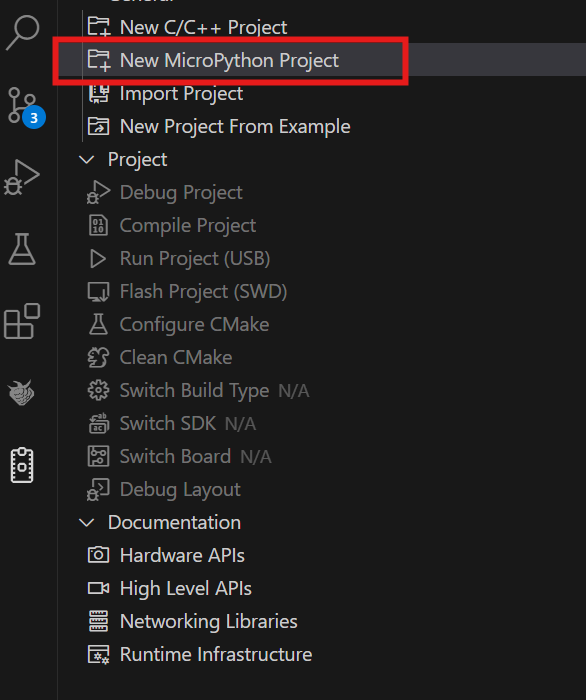 General
New C/C++ Project
New MicroPython Project
Import Project
3
New Project From Example
Project
Debug Project
Compile Project
Run Project (USB)
Flash Project (SWD)
Configure CMake
Clean CMake
Switch Build Type N/A
Switch SDK N/A
Switch Board N/A
Debug Layout
Documentation
Hardware APIs
High Level APIs
Networking Libraries
Runtime Infrastructure